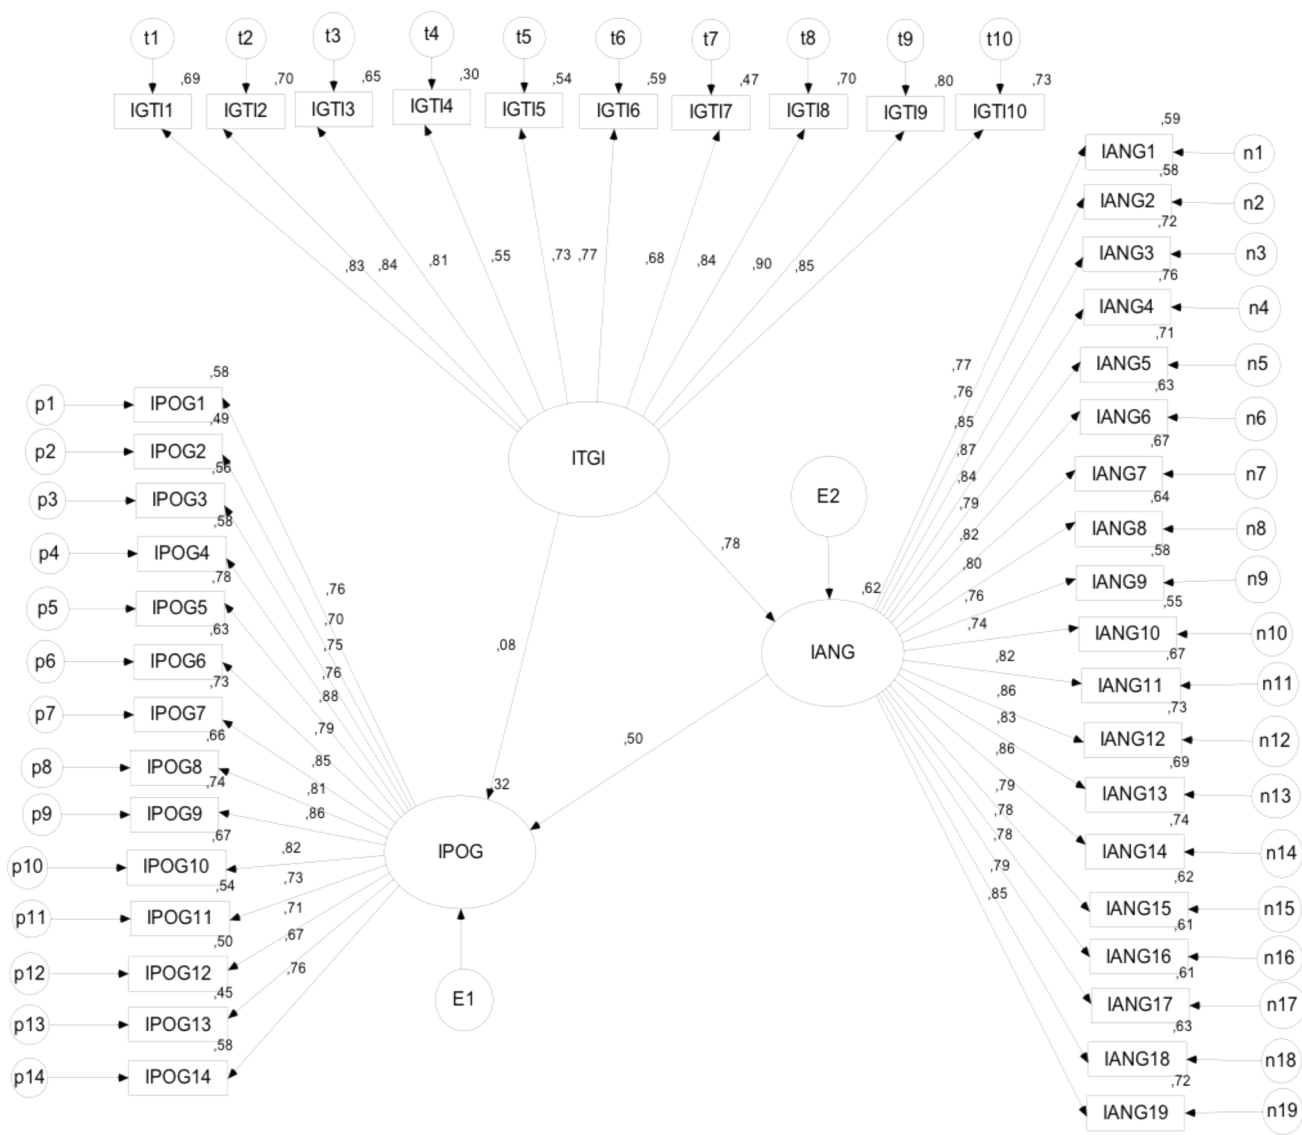 t1 t2 t3 t4 t5 t6 t7 t8 t9 t10
,69 ,70 ,65 ,30 ,54 ,59 ,47 ,70 ,80 ,73
IGTI1 IGTI2 IGTI3 IGTI4 IGTI5 IGTI6 IGTI7 IGTI8 IGTI9 IGTI10
,83 ,84 ,81 ,55 ,73 ,77 ,68 ,84 ,90 ,85
ITGI
,78
,08
,50
E2
,62
IANG
,32
IPOG
E1
,58
p1 IPOG1
,49
p2 IPOG2
,56
p3 IPOG3
,58
p4 IPOG4
,78
p5 IPOG5
,63
p6 IPOG6
,73
p7 IPOG7
,66
p8 IPOG8
,74
p9 IPOG9
,67
p10 IPOG10
,54
p11 IPOG11
,50
p12 IPOG12
,45
p13 IPOG13
,58
p14 IPOG14
,76
,70
,75
,76
,88
,79
,85
,81
,86
,82
,73
,71
,67
,76
,59
IANG1 n1
,58
IANG2 n2
,72
IANG3 n3
,76
IANG4 n4
,71
IANG5 n5
,63
IANG6 n6
,67
IANG7 n7
,64
IANG8 n8
,58
IANG9 n9
,55
IANG10 n10
,67
IANG11 n11
,73
IANG12 n12
,69
IANG13 n13
,74
IANG14 n14
,62
IANG15 n15
,61
IANG16 n16
,61
IANG17 n17
,63
IANG18 n18
,72
IANG19 n19
,77
,76
,85
,87
,84
,79
,82
,80
,76
,74
,82
,86
,83
,86
,79
,78
,78
,79
,85